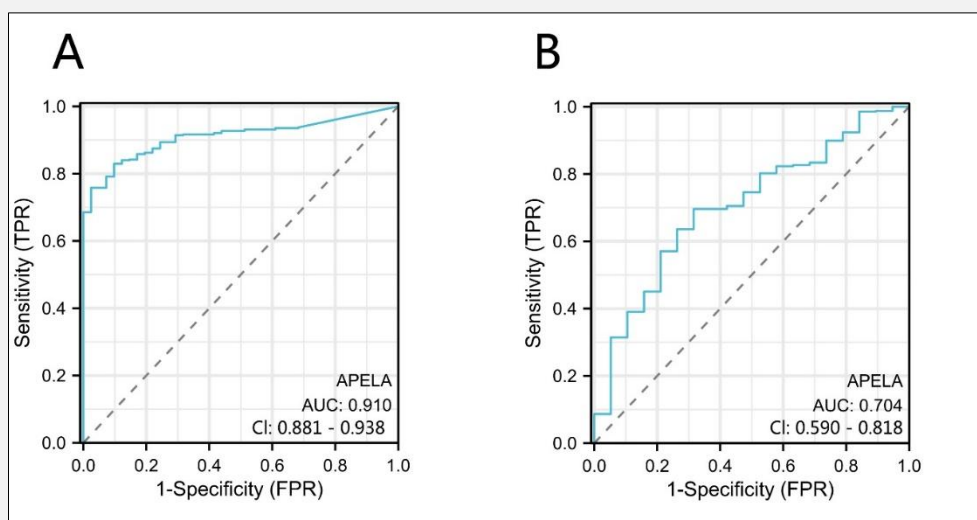 A
1.0
0.8
0.6
0.4
0.2
0.0
Sensitivity (TPR)
APELA
AUC: 0.910
CI: 0.881 - 0.938
0.0 0.2 0.4 0.6 0.8 1.0
1-Specificity (FPR)
B
1.0
0.8
0.6
0.4
0.2
0.0
Sensitivity (TPR)
APELA
AUC: 0.704
CI: 0.590 - 0.818
0.0 0.2 0.4 0.6 0.8 1.0
1-Specificity (FPR)